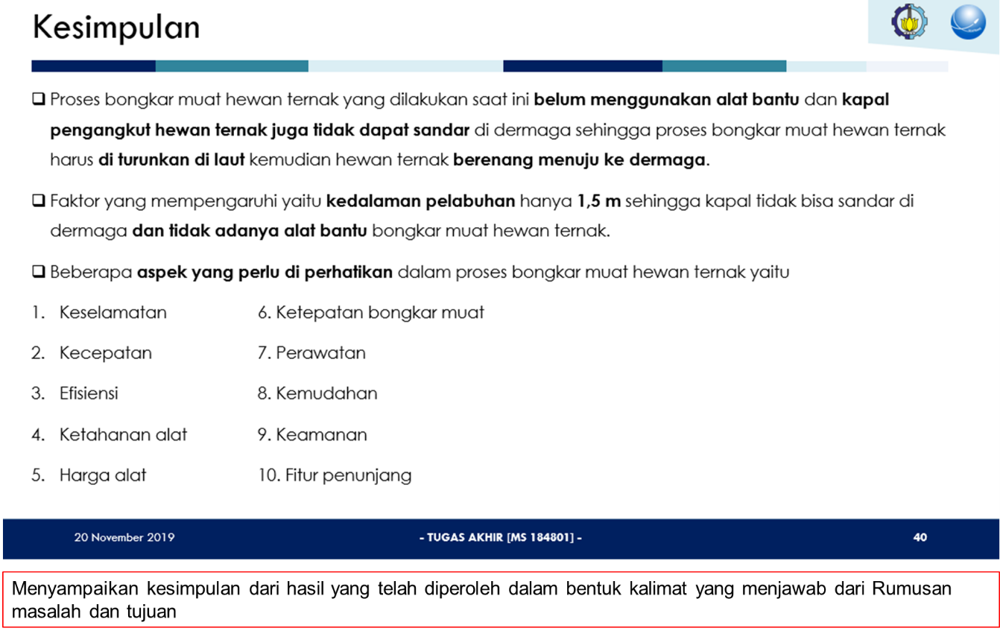 Kesimpulan
❑ Proses bongkar muat hewan ternak yang dilakukan saat ini belum menggunakan alat bantu dan kapal
pengangkut hewan ternak juga tidak dapat sandar di dermaga sehingga proses bongkar muat hewan ternak
harus di turunkan di laut kemudian hewan ternak berenang menuju ke dermaga.
❑ Faktor yang mempengaruhi yaitu kedalaman pelabuhan hanya 1,5 m sehingga kapal tidak bisa sandar di
dermaga dan tidak adanya alat bantu bongkar muat hewan ternak.
❑ Beberapa aspek yang perlu di perhatikan dalam proses bongkar muat hewan ternak yaitu
1. Keselamatan
2. Kecepatan
3. Efisiensi
4. Ketahanan alat
5. Harga alat
6. Ketepatan bongkar muat
7. Perawatan
8. Kemudahan
9. Keamanan
10. Fitur penunjang
20 November 2019
- TUGAS AKHIR [MS 184801] -
40
Menyampaikan kesimpulan dari hasil yang telah diperoleh dalam bentuk kalimat yang menjawab dari Rumusan
masalah dan tujuan